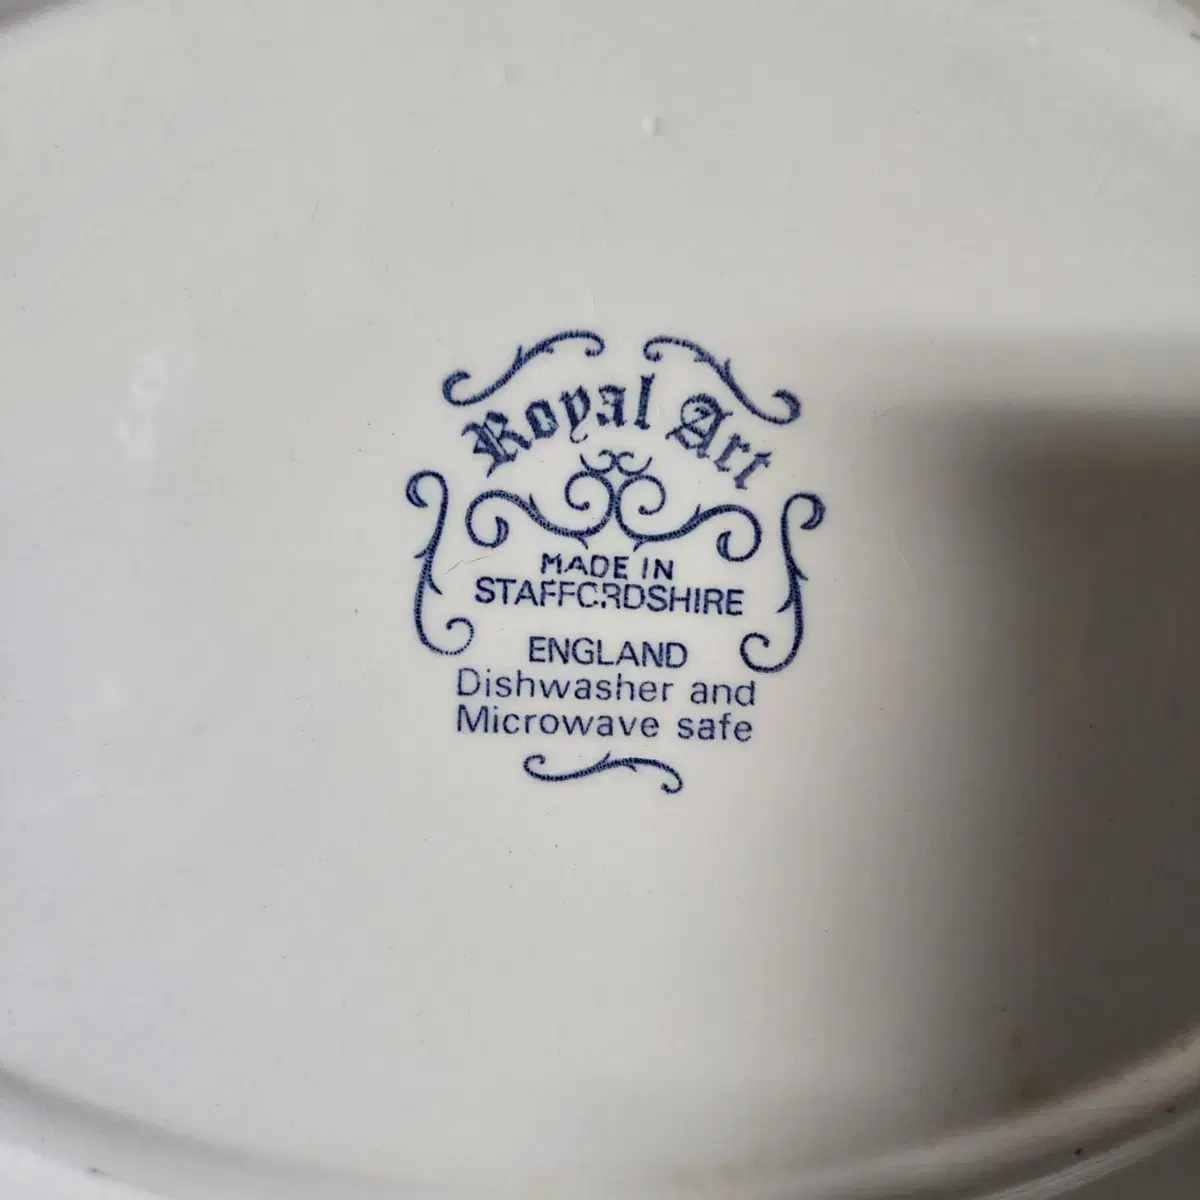 Royal Art
MADE IN
STAFFORDSHIRE
ENGLAND
Dishwasher and
Microwave safe